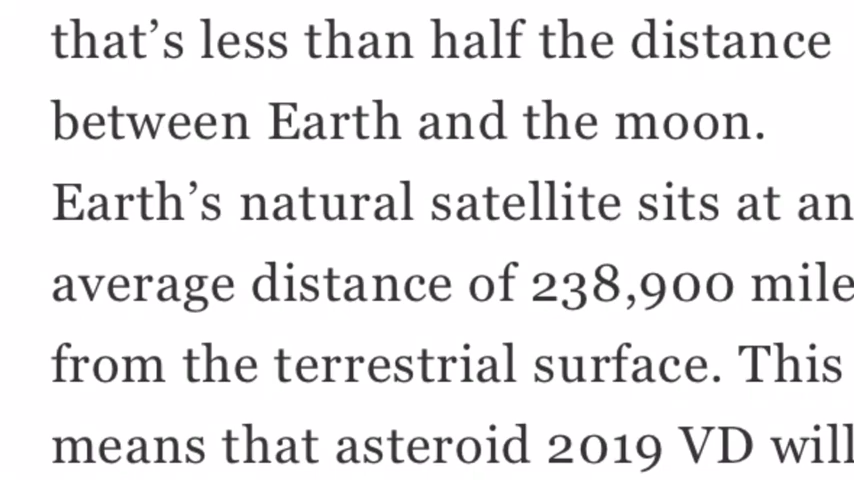 that’s less than half the distance
between Earth and the moon.
Earth’s natural satellite sits at an
average distance of 238,900 mile
from the terrestrial surface. This
means that asteroid 2019 VD will